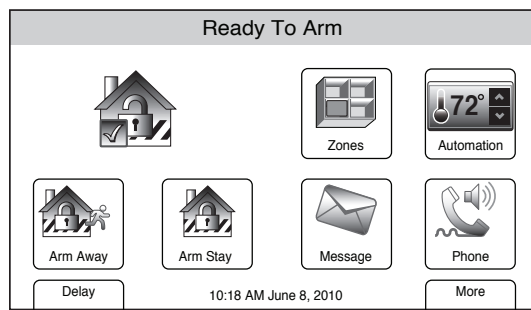 Ready To Arm
72°
Zones
Automation
Arm Away
Arm Stay
Message
Phone
Delay
10:18 AM June 8, 2010
More